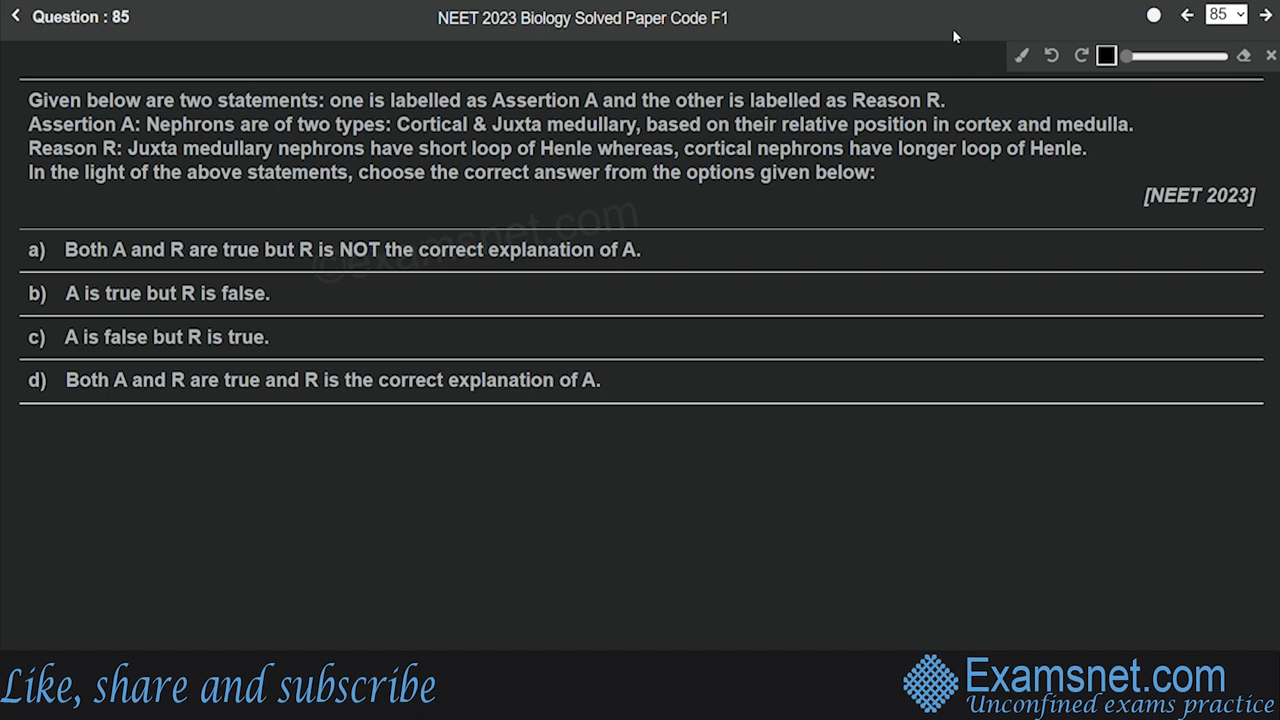 Question : 85
NEET 2023 Biology Solved Paper Code F1
85
Given below are two statements: one is labelled as Assertion A and the other is labelled as Reason R.
Assertion A: Nephrons are of two types: Cortical & Juxta medullary, based on their relative position in cortex and medulla.
Reason R: Juxta medullary nephrons have short loop of Henle whereas, cortical nephrons have longer loop of Henle.
In the light of the above statements, choose the correct answer from the options given below:
[NEET 2023]
©examsnet.com
a) Both A and R are true but R is NOT the correct explanation of A.
b) A is true but R is false.
c) A is false but R is true.
d) Both A and R are true and R is the correct explanation of A.
Like, share and subscribe
Examsnet.com
Unconfined exams practice